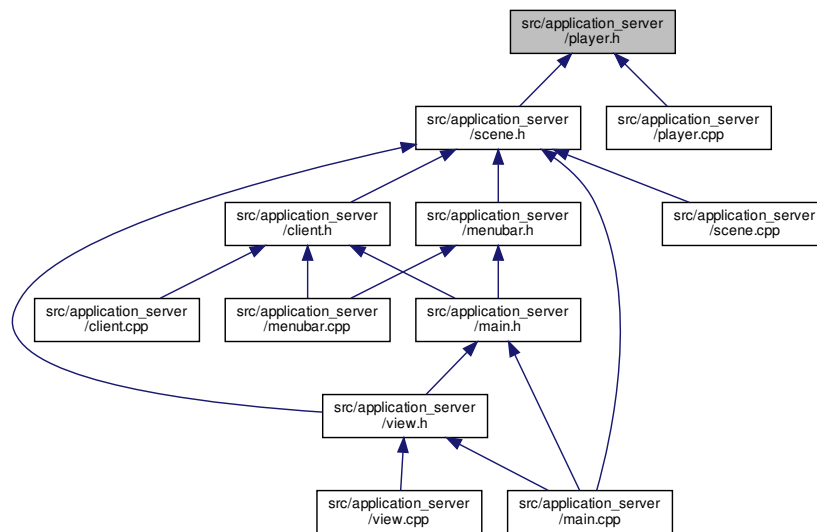 src/application_server
/player.h
src/application_server
/scene.h
src/application_server
/player.cpp
src/application_server
/client.h
src/application_server
/menubar.h
src/application_server
/scene.cpp
src/application_server
/client.cpp
src/application_server
/menubar.cpp
src/application_server
/main.h
src/application_server
/view.h
src/application_server
/view.cpp
src/application_server
/main.cpp